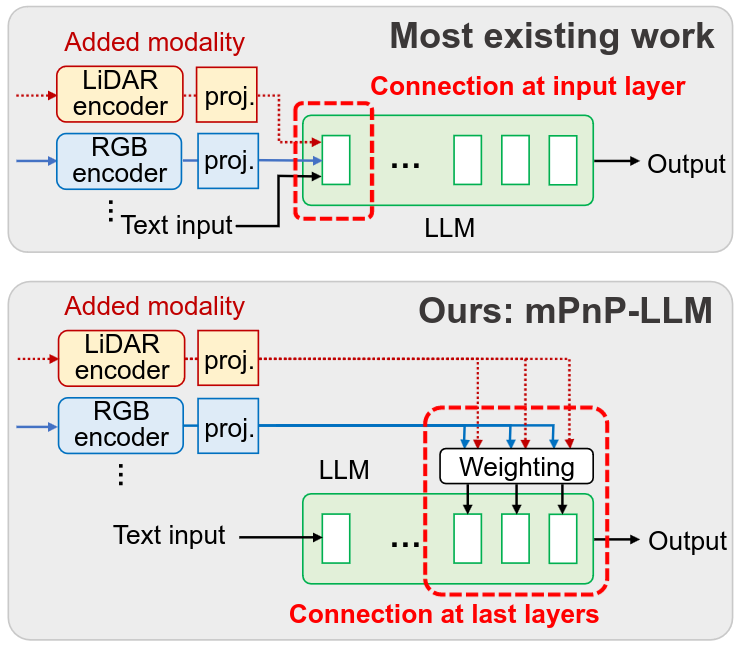 Most existing work
Added modality
Connection at input layer
LiDAR
encoder
proj.
RGB
encoder
proj.
...
Output
⋮
Text input
LLM
Ours: mPnP-LLM
Added modality
LiDAR
encoder
proj.
RGB
encoder
proj.
⋮
LLM
Weighting
Text input
...
Output
Connection at last layers